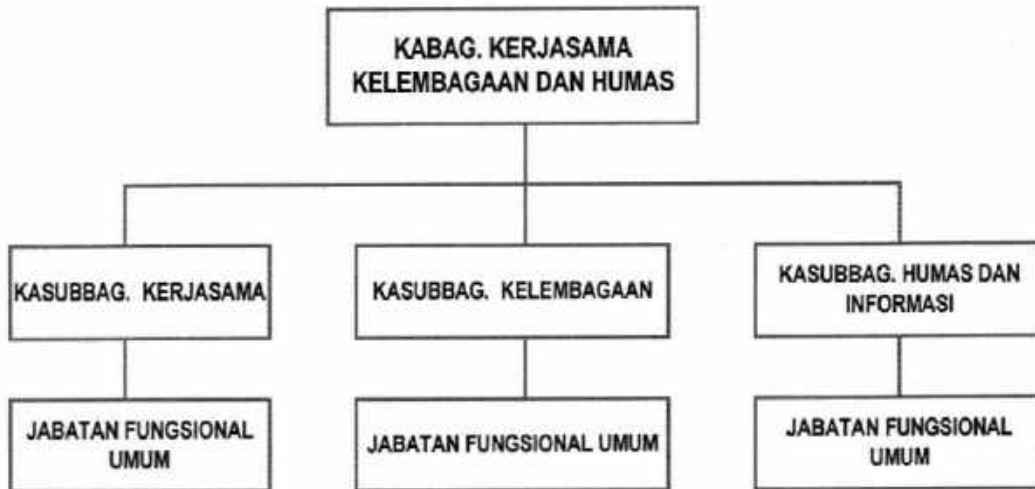 KABAG. KERJASAMA
KELEMBAGAAN DAN HUMAS
KASUBBAG. KERJASAMA
KASUBBAG. KELEMBAGAAN
KASUBBAG. HUMAS DAN
INFORMASI
JABATAN FUNGSIONAL
UMUM
JABATAN FUNGSIONAL UMUM
JABATAN FUNGSIONAL
UMUM